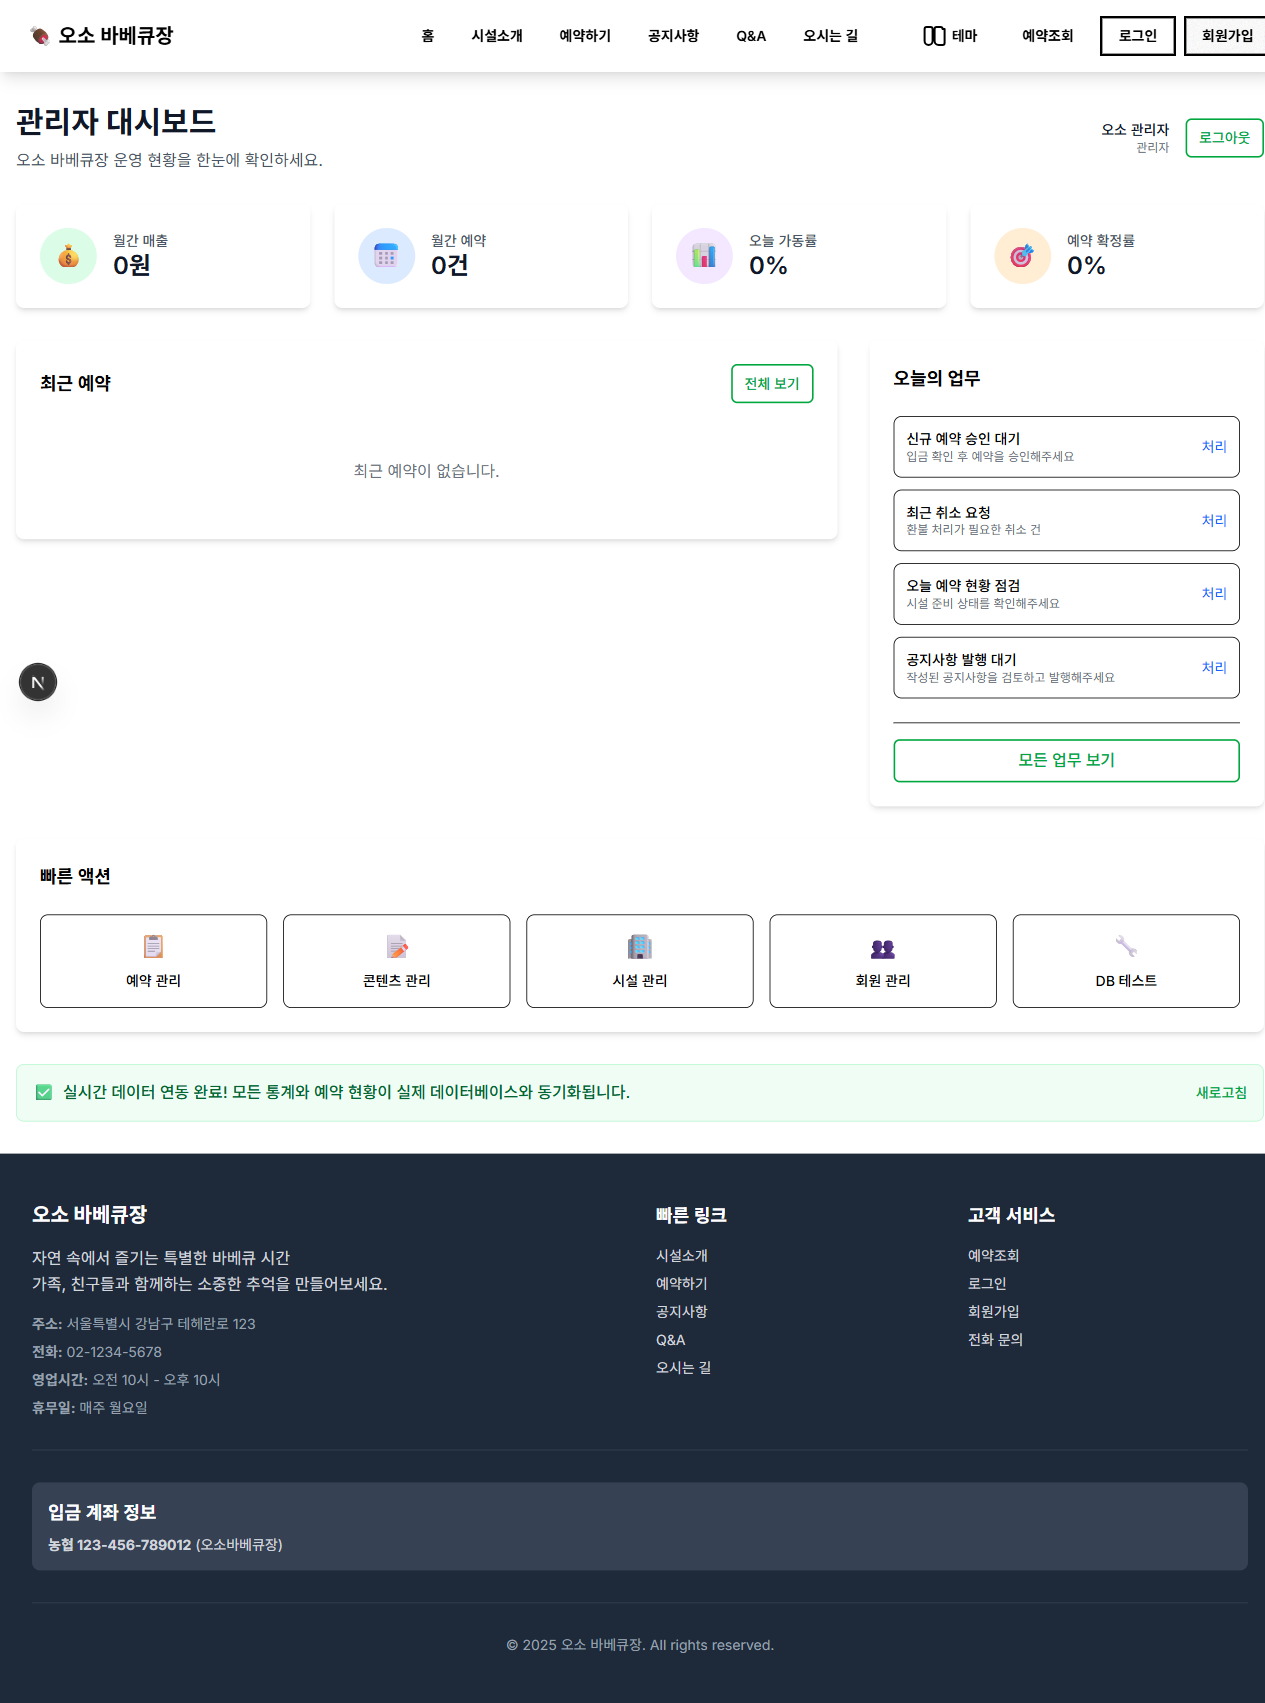 오소 바베큐장
홈 시설소개 예약하기 공지사항 Q&A 오시는 길 테마 예약조회 로그인 회원가입
관리자 대시보드
오소 바베큐장 운영 현황을 한눈에 확인하세요.
오소 관리자
관리자
로그아웃
월간 매출
0원
월간 예약
0건
오늘 가동률
0%
예약 확정률
0%
최근 예약
전체 보기
최근 예약이 없습니다.
오늘의 업무
신규 예약 승인 대기
입금 확인 후 예약을 승인해주세요
처리
최근 취소 요청
환불 처리가 필요한 취소 건
처리
오늘 예약 현황 점검
시설 준비 상태를 확인해주세요
처리
공지사항 발행 대기
작성된 공지사항을 검토하고 발행해주세요
처리
모든 업무 보기
N
빠른 액션
예약 관리
콘텐츠 관리
시설 관리
회원 관리
DB 테스트
실시간 데이터 연동 완료! 모든 통계와 예약 현황이 실제 데이터베이스와 동기화됩니다.
새로고침
오소 바베큐장
자연 속에서 즐기는 특별한 바베큐 시간
가족, 친구들과 함께하는 소중한 추억을 만들어보세요.
주소: 서울특별시 강남구 테헤란로 123
전화: 02-1234-5678
영업시간: 오전 10시 - 오후 10시
휴무일: 매주 월요일
빠른 링크
시설소개
예약하기
공지사항
Q&A
오시는 길
고객 서비스
예약조회
로그인
회원가입
전화 문의
입금 계좌 정보
농협 123-456-789012 (오소바베큐장)
© 2025 오소 바베큐장. All rights reserved.